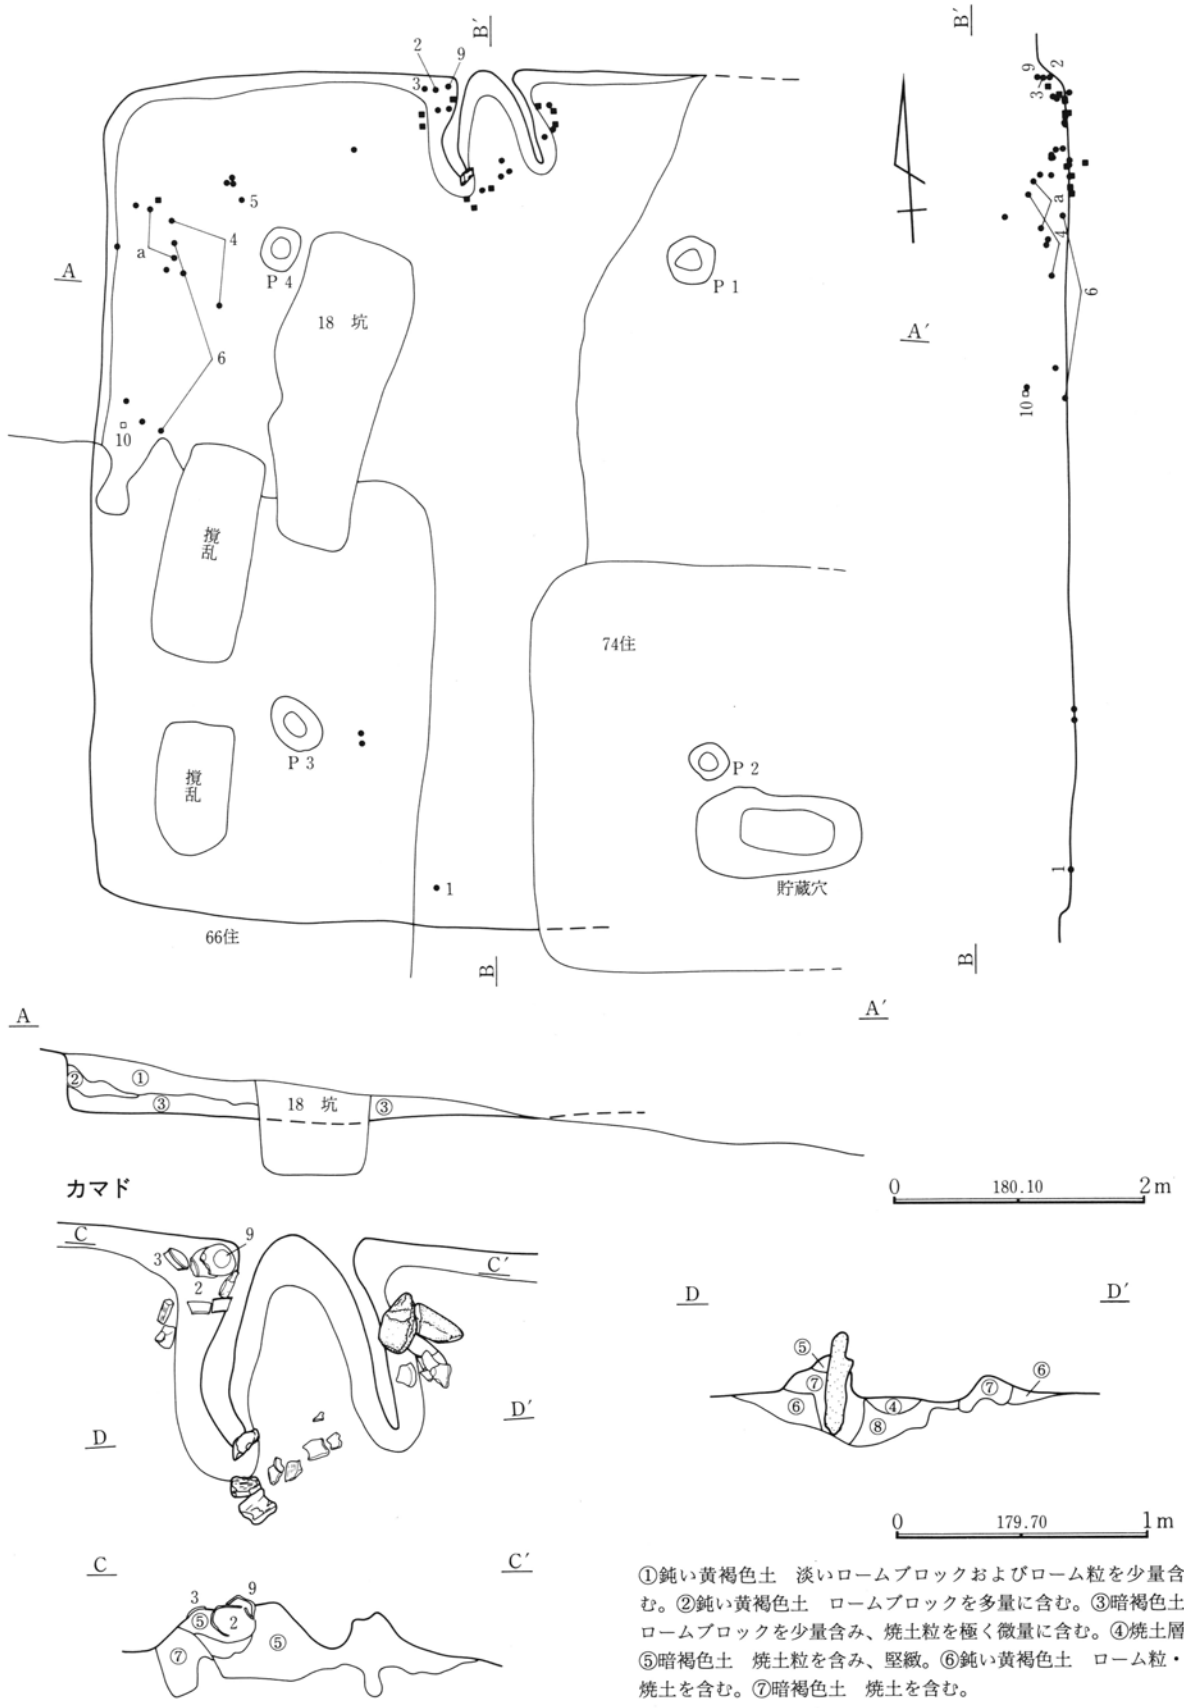 B′
B′
2
9
3
9
2
3
5
a
4
a
4
A
P 4
P 1
18 坑
A′
6
6
10
10
攪乱
74住
P 3
P 2
攪乱
貯蔵穴
1
1
66住
B
B
A
A′
①
②
③
18 坑
③
カマド
0 180.10 2m
C
9
3
2
C′
D
D′
D
D′
⑤
⑦
⑥
④
⑧
⑦
⑥
0 179.70 1m
C
C′
3
9
⑤
2
⑤
⑦
①鈍い黄褐色土 淡いロームブロックおよびローム粒を少量含
む。②鈍い黄褐色土 ロームブロックを多量に含む。③暗褐色土
ロームブロックを少量含み、焼土粒を極く微量に含む。④焼土層
⑤暗褐色土 焼土粒を含み、堅緻。⑥鈍い黄褐色土 ローム粒・
焼土を含む。⑦暗褐色土 焼土を含む。